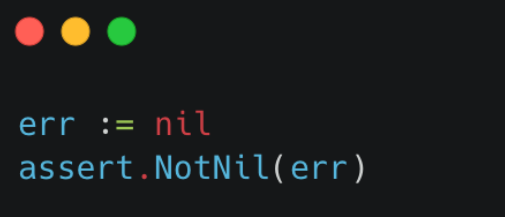 err := nil
assert.NotNil(err)